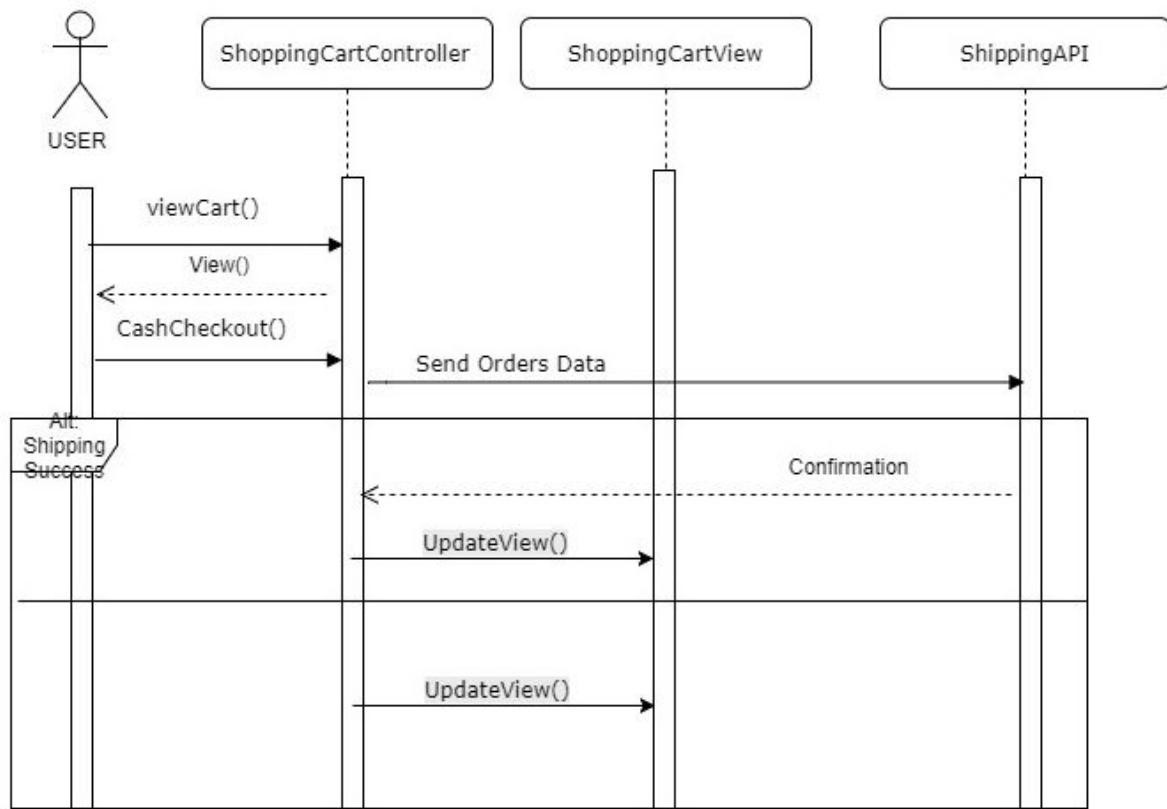 USER
ShoppingCartController
ShoppingCartView
ShippingAPI
viewCart()
View()
CashCheckout()
Send Orders Data
Alt:
Shipping
Success
Confirmation
UpdateView()
UpdateView()